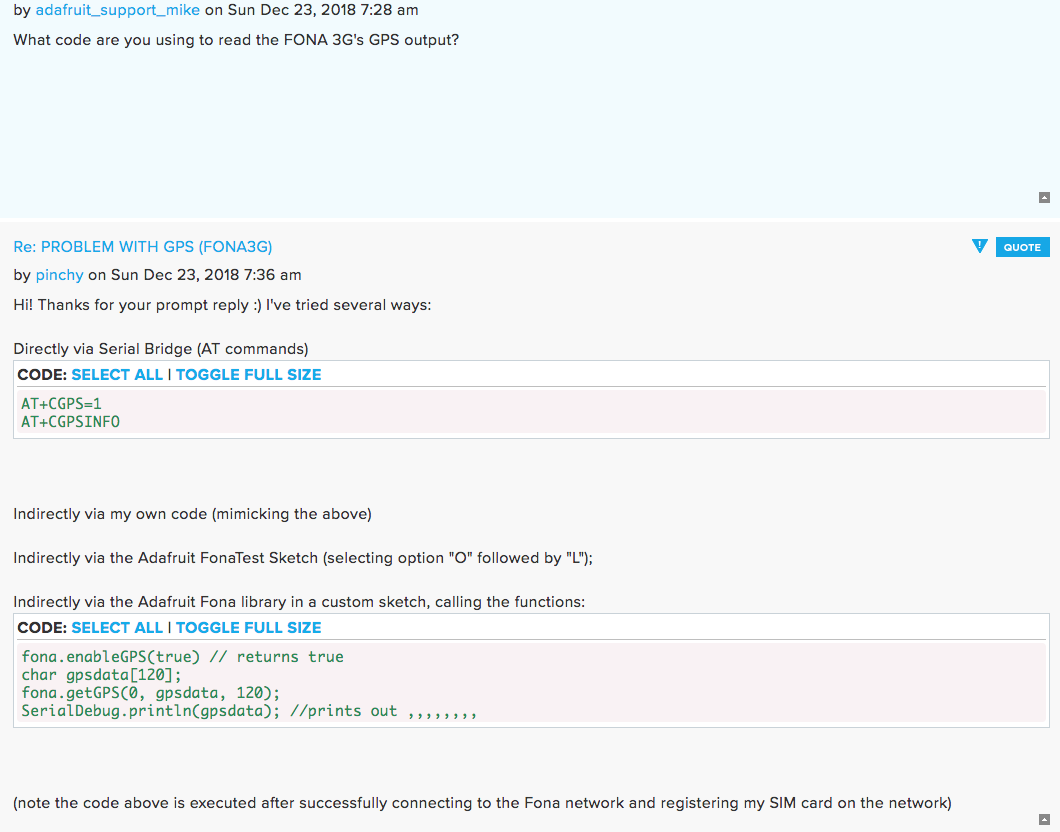 by adafruit_support_mike on Sun Dec 23, 2018 7:28 am
What code are you using to read the FONA 3G's GPS output?
Re: PROBLEM WITH GPS (FONA3G)
! QUOTE
by pinchy on Sun Dec 23, 2018 7:36 am
Hi! Thanks for your prompt reply :) I've tried several ways:
Directly via Serial Bridge (AT commands)
CODE: SELECT ALL | TOGGLE FULL SIZE
AT+CGPS=1
AT+CGPSINFO
Indirectly via my own code (mimicking the above)
Indirectly via the Adafruit FonaTest Sketch (selecting option "O" followed by "L");
Indirectly via the Adafruit Fona library in a custom sketch, calling the functions:
CODE: SELECT ALL | TOGGLE FULL SIZE
fona.enableGPS(true) // returns true
char gpsdata[120];
fona.getGPS(0, gpsdata, 120);
SerialDebug.println(gpsdata); //prints out ,,,,,,,,
(note the code above is executed after successfully connecting to the Fona network and registering my SIM card on the network)